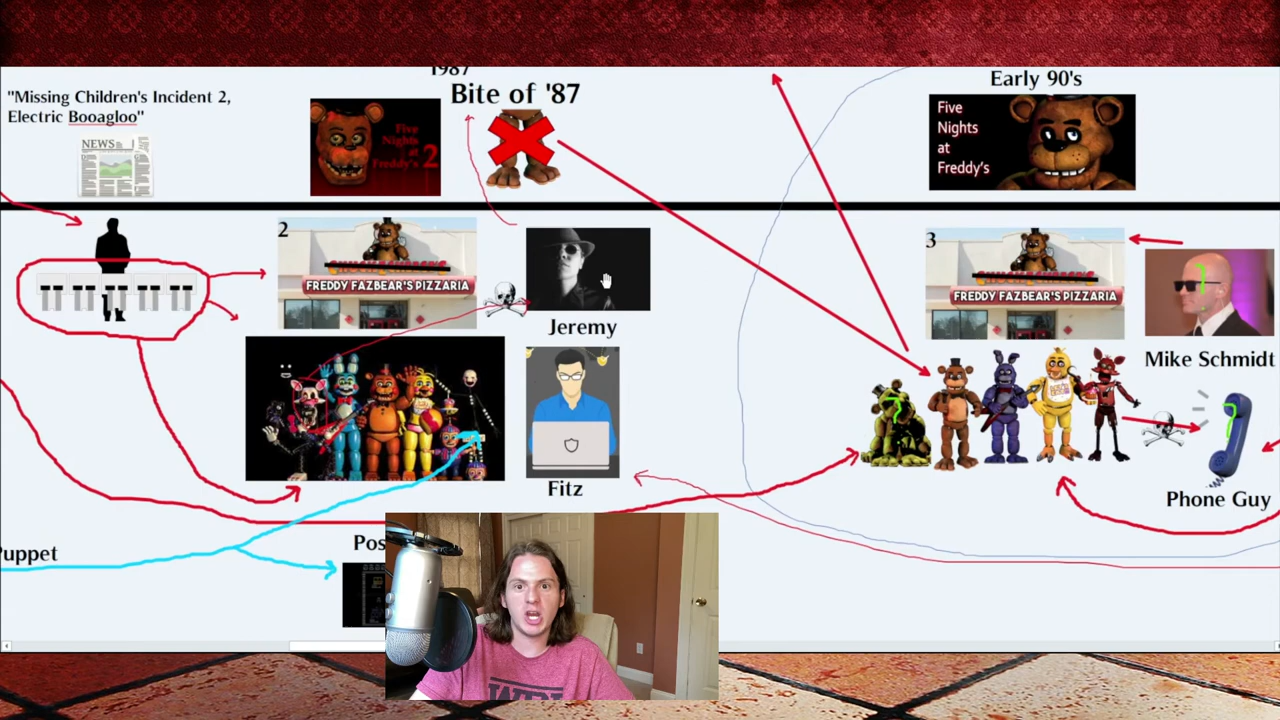 1987
Bite of '87
Early 90's
"Missing Children's Incident 2,
Electric Booagloo"
NEWS
Five
Nights
at
Freddy's 2
Five
Nights
at
Freddy's
2
FREDDY FAZBEAR'S PIZZARIA
Jeremy
3
FREDDY FAZBEAR'S PIZZARIA
Mike Schmidt
Fitz
Phone Guy
Puppet
Pos